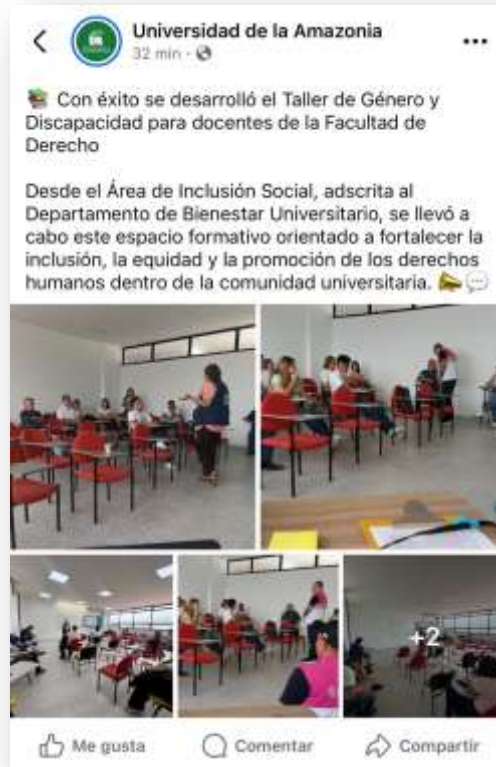 Universidad de la Amazonia
32 min ·
Con éxito se desarrolló el Taller de Género y
Discapacidad para docentes de la Facultad de
Derecho
Desde el Área de Inclusión Social, adscrita al
Departamento de Bienestar Universitario, se llevó a
cabo este espacio formativo orientado a fortalecer la
inclusión, la equidad y la promoción de los derechos
humanos dentro de la comunidad universitaria.
+2
Me gusta
Comentar
Compartir